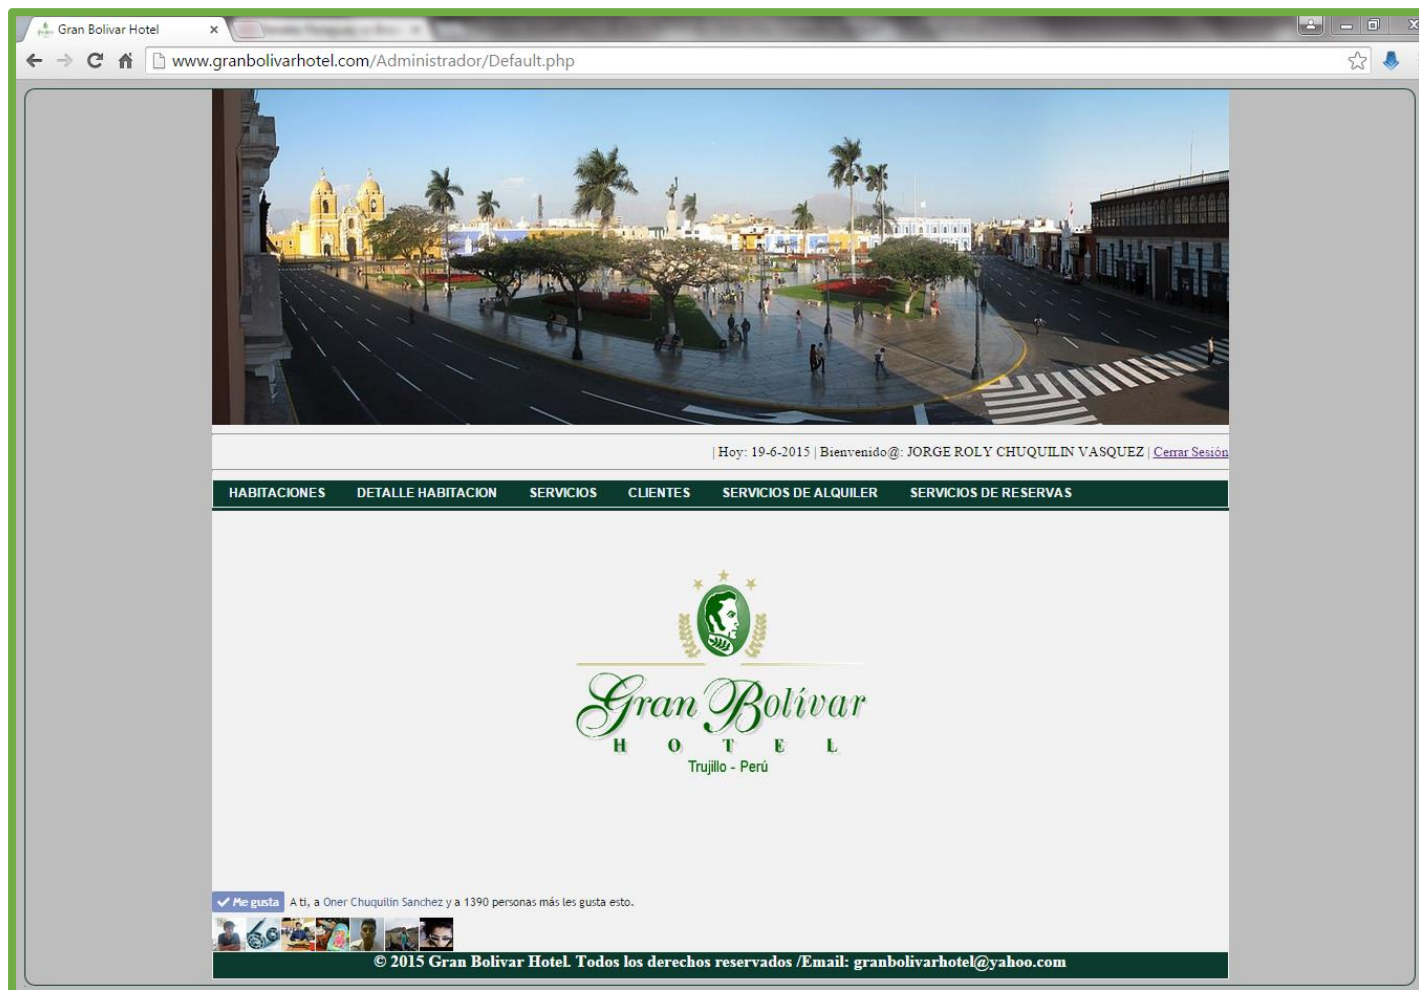 Gran Bolivar Hotel
www.granbolivarhotel.com/Administrador/Default.php
| Hoy: 19-6-2015 | Bienvenido@: JORGE ROLY CHUQUILIN VASQUEZ | Cerrar Sesión
HABITACIONES DETALLE HABITACION SERVICIOS CLIENTES SERVICIOS DE ALQUILER SERVICIOS DE RESERVAS
Gran Bolívar
HOTEL
Trujillo - Perú
Me gusta A ti, a Oner Chuquilin Sanchez y a 1390 personas más les gusta esto.
© 2015 Gran Bolivar Hotel. Todos los derechos reservados /Email: granbolivarhotel@yahoo.com